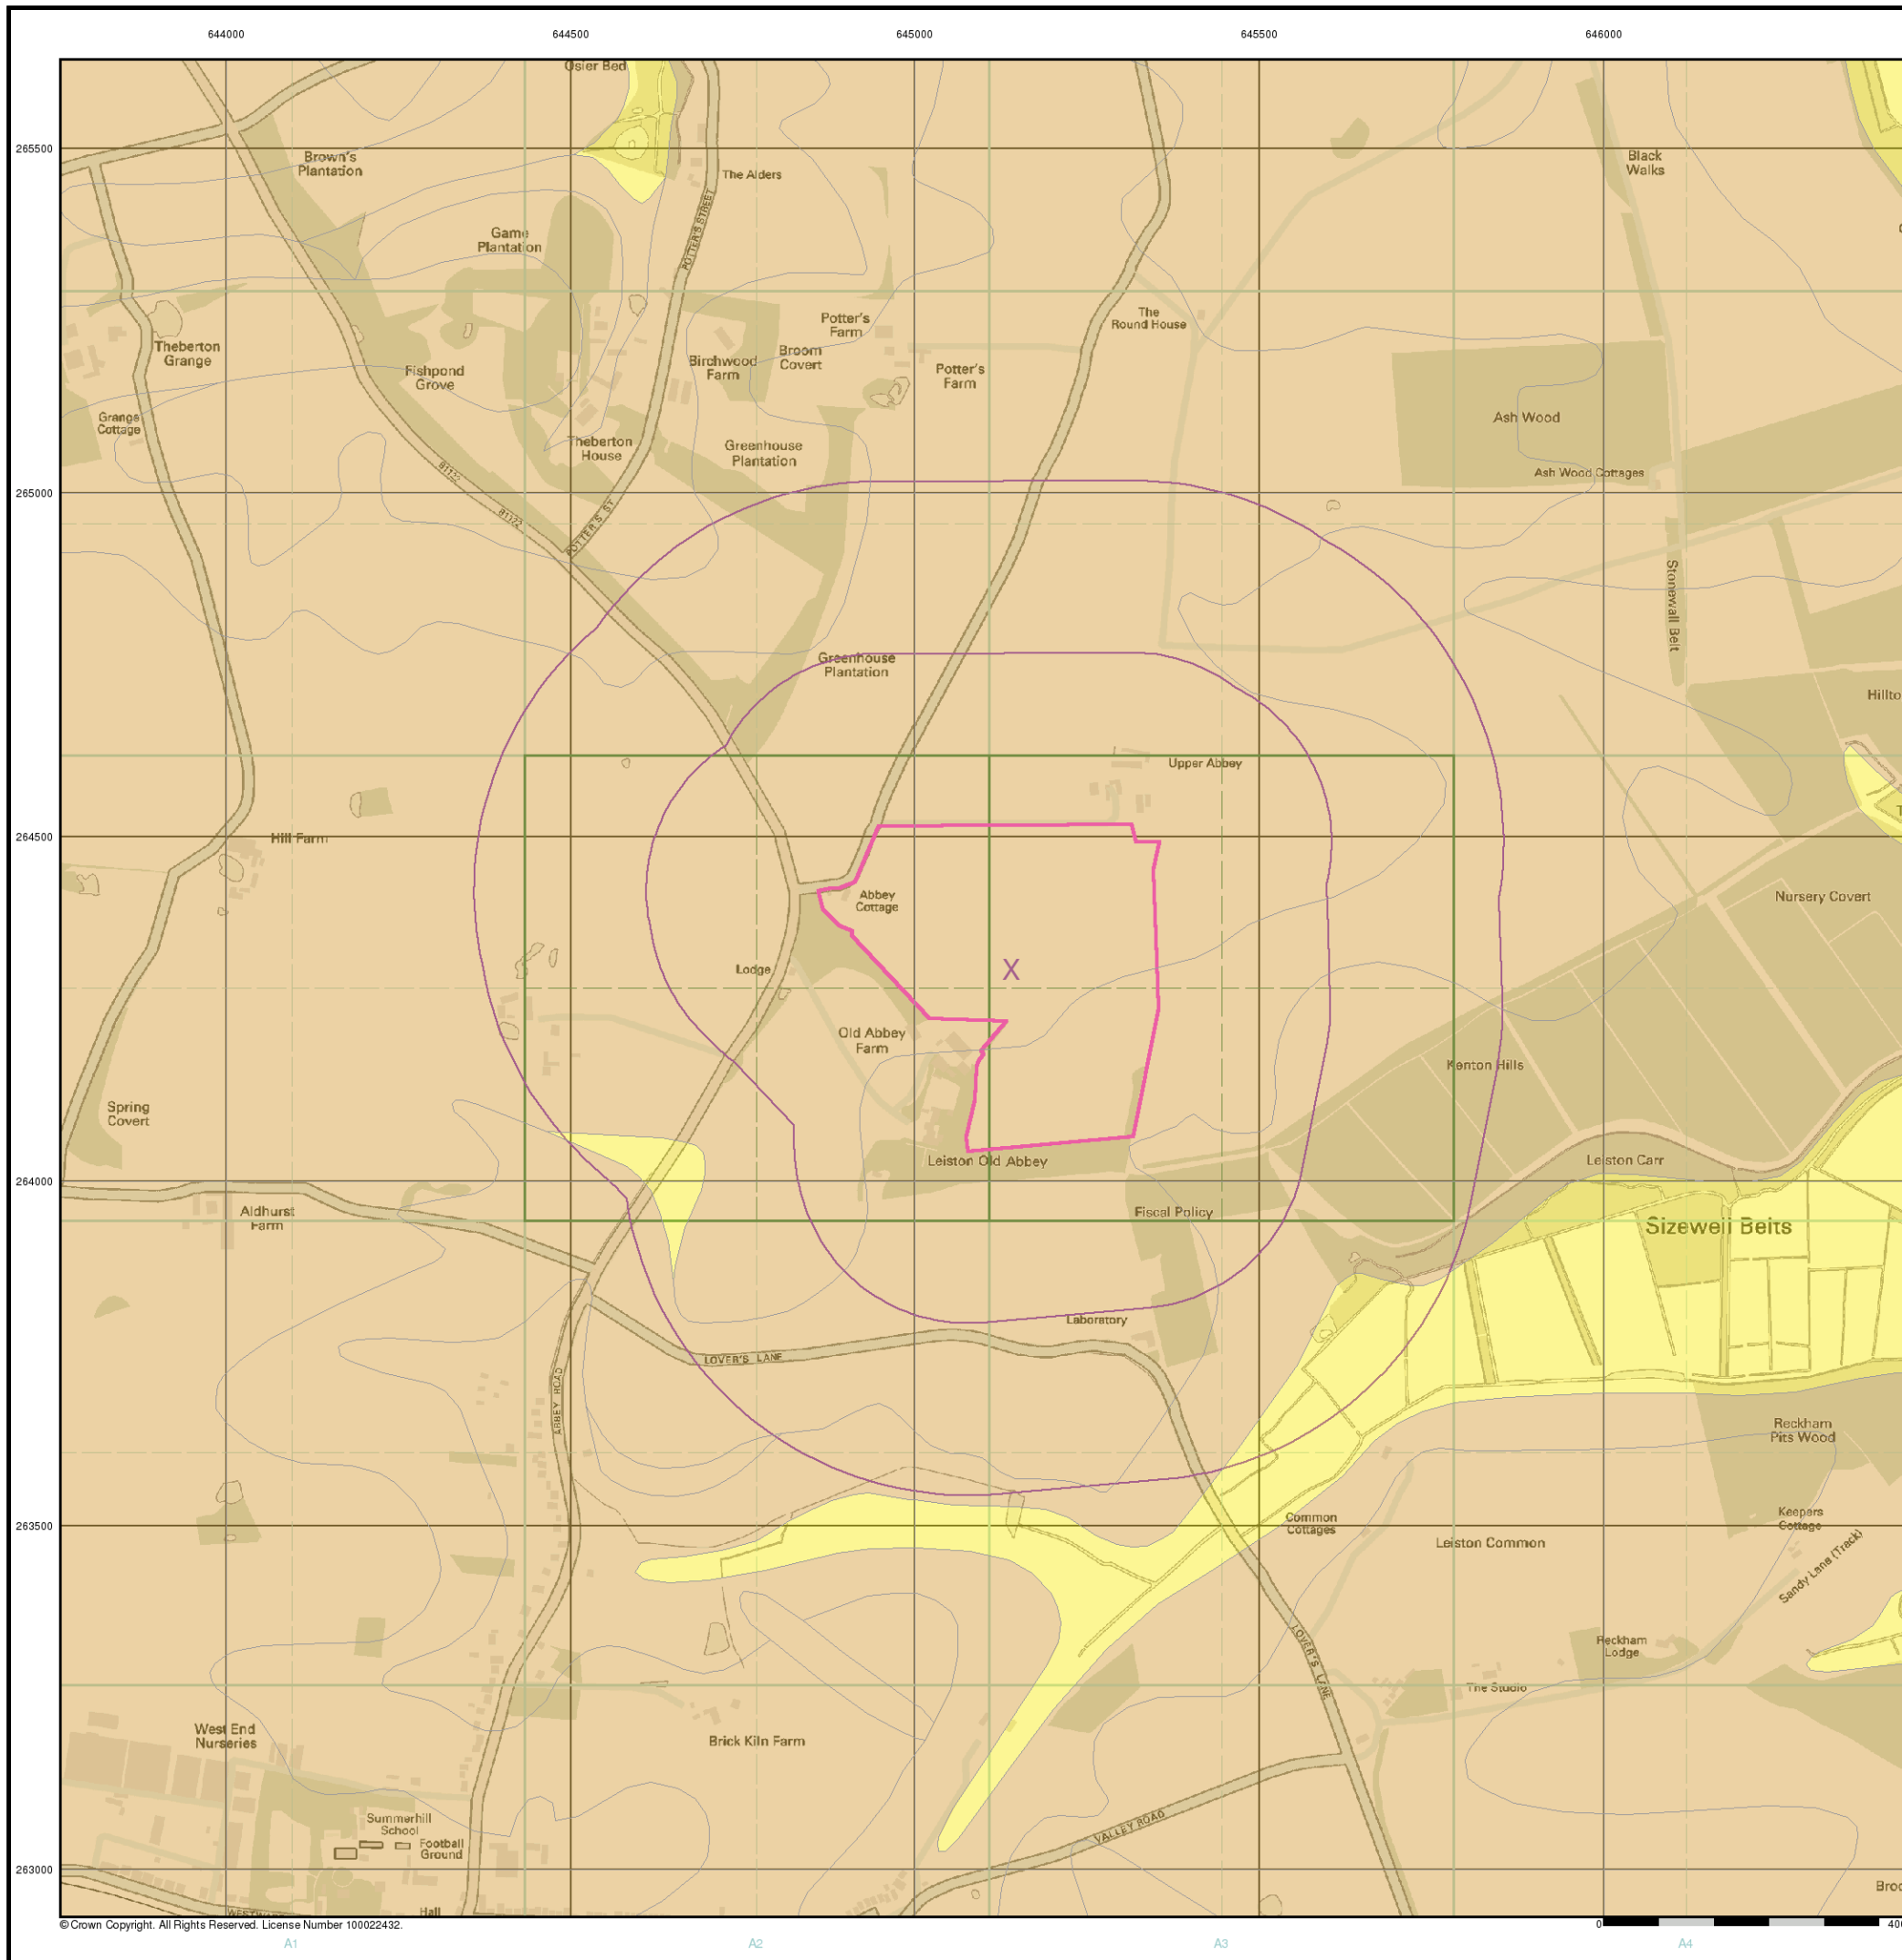 644000
644500
645000
645500
646000
265500
265000
264500
264000
263500
263000
Osier Bed
Brown's
Plantation
The Alders
POTTER'S STREET
Black
Walks
Game
Plantation
Theberton
Grange
Potter's
Farm
The
Round House
Fishpond
Grove
Birchwood
Farm
Broom
Covert
Potter's
Farm
Grange
Cottage
Ash Wood
Theberton
House
Greenhouse
Plantation
B1122
Ash Wood Cottages
B1122
POTTER'S ST
Stonewall Belt
Greenhouse
Plantation
Hillto
Upper Abbey
Hill Farm
Abbey
Cottage
Nursery Covert
Lodge
X
Old Abbey
Farm
Kenton Hills
Spring
Covert
Leiston Old Abbey
Leiston Carr
Aldhurst
Farm
Fiscal Policy
Sizewell Belts
Laboratory
LOVER'S LANE
ABBEY ROAD
Reckham
Pits Wood
Common
Cottages
Keepers
Cottage
Leiston Common
Sandy Lane (Track)
LOVER'S LANE
Reckham
Lodge
The Studio
West End
Nurseries
Brick Kiln Farm
Summerhill
School
Football
Ground
VALLEY ROAD
Hall
Broo
© Crown Copyright. All Rights Reserved. License Number 100022432.
0
400
A1
A2
A3
A4